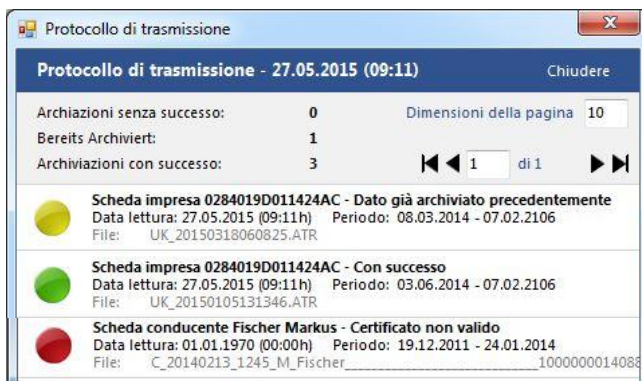 Protocollo di trasmissione
Protocollo di trasmissione - 27.05.2015 (09:11) Chiudere
Archiazioni senza successo: 0 Dimensioni della pagina 10
Bereits Archiviert: 1
Archiviazioni con successo: 3 1 di 1
Scheda impresa 0284019D011424AC - Dato già archiviato precedentemente
Data lettura: 27.05.2015 (09:11h) Periodo: 08.03.2014 - 07.02.2106
File: UK_20150318060825.ATR
Scheda impresa 0284019D011424AC - Con successo
Data lettura: 27.05.2015 (09:11h) Periodo: 03.06.2014 - 07.02.2106
File: UK_20150105131346.ATR
Scheda conducente Fischer Markus - Certificato non valido
Data lettura: 01.01.1970 (00:00h) Periodo: 19.12.2011 - 24.01.2014
File: C_20140213_1245_M_Fischer__________________________1000000014088